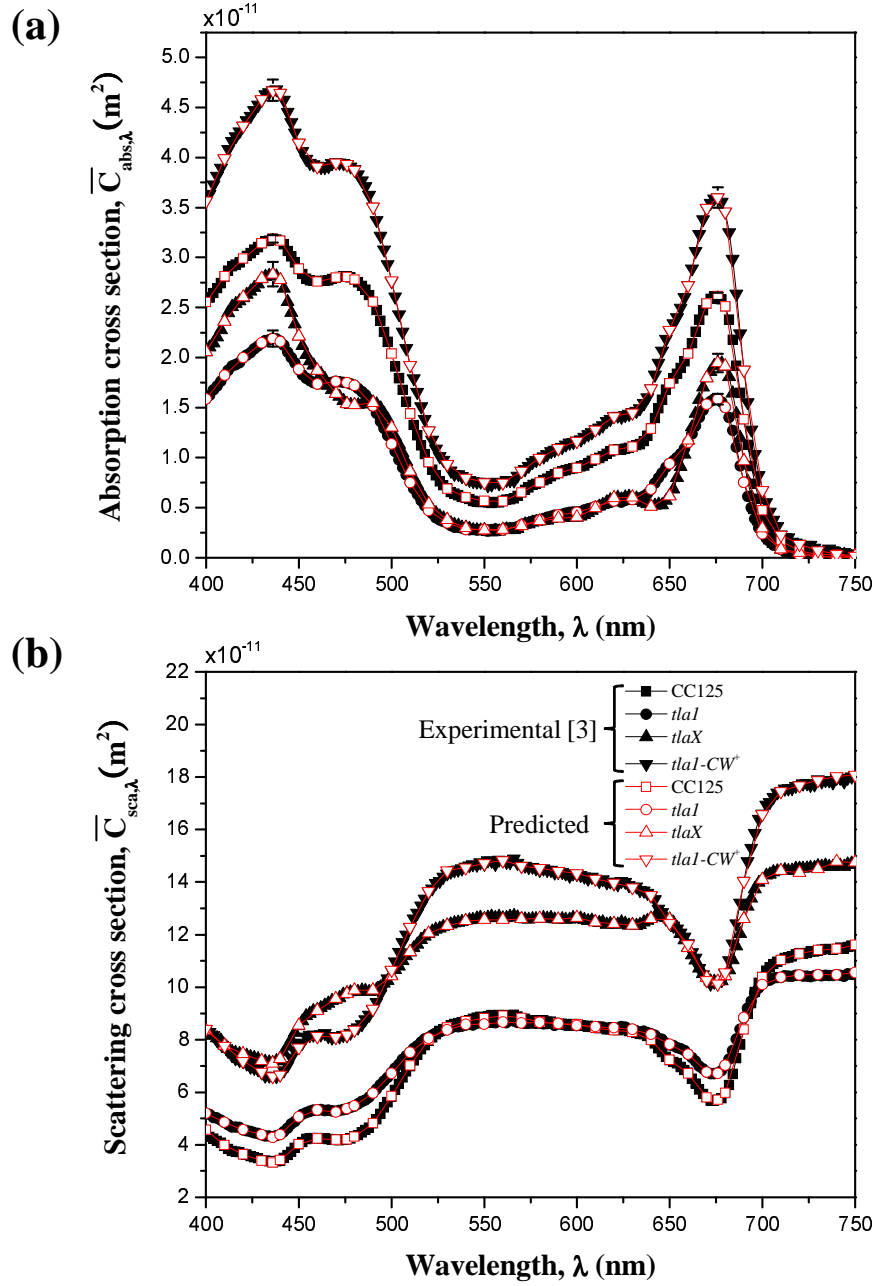 (a)
x10⁻¹¹
5.0
4.5
4.0
3.5
3.0
2.5
2.0
1.5
1.0
0.5
0.0
Absorption cross section, C̅abs,λ (m²)
400 450 500 550 600 650 700 750
Wavelength, λ (nm)
(b)
x10⁻¹¹
22
20
18
16
14
12
10
8
6
4
2
Scattering cross section, C̅sca,λ (m²)
Experimental [3]
CC125
tla1
tlaX
tla1-CW⁺
Predicted
CC125
tla1
tlaX
tla1-CW⁺
400 450 500 550 600 650 700 750
Wavelength, λ (nm)